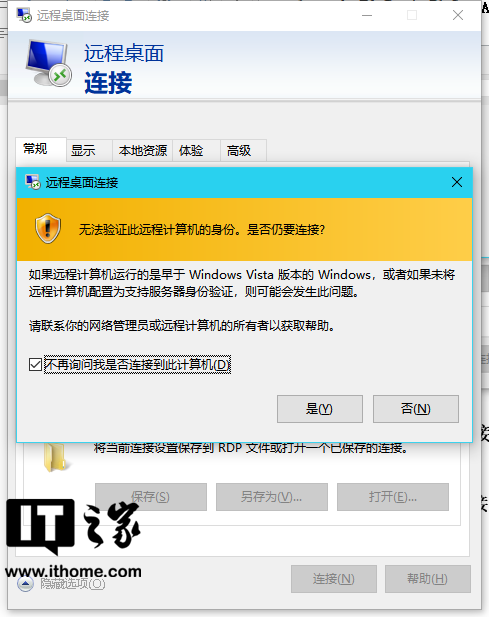 远程桌面连接
远程桌面
连接
常规 显示 本地资源 体验 高级
远程桌面连接
无法验证此远程计算机的身份。是否仍要连接?
如果远程计算机运行的是早于 Windows Vista 版本的 Windows，或者如果未将
远程计算机配置为支持服务器身份验证，则可能会发生此问题。
请联系你的网络管理员或远程计算机的所有者以获取帮助。
不再询问我是否连接到此计算机(D)
是(Y) 否(N)
将当前连接设置保存到 RDP 文件或打开一个已保存的连接。
保存(S) 另存为(V)... 打开(E)...
IT之家
www.ithome.com
隐藏选项(O) 连接(N) 帮助(H)